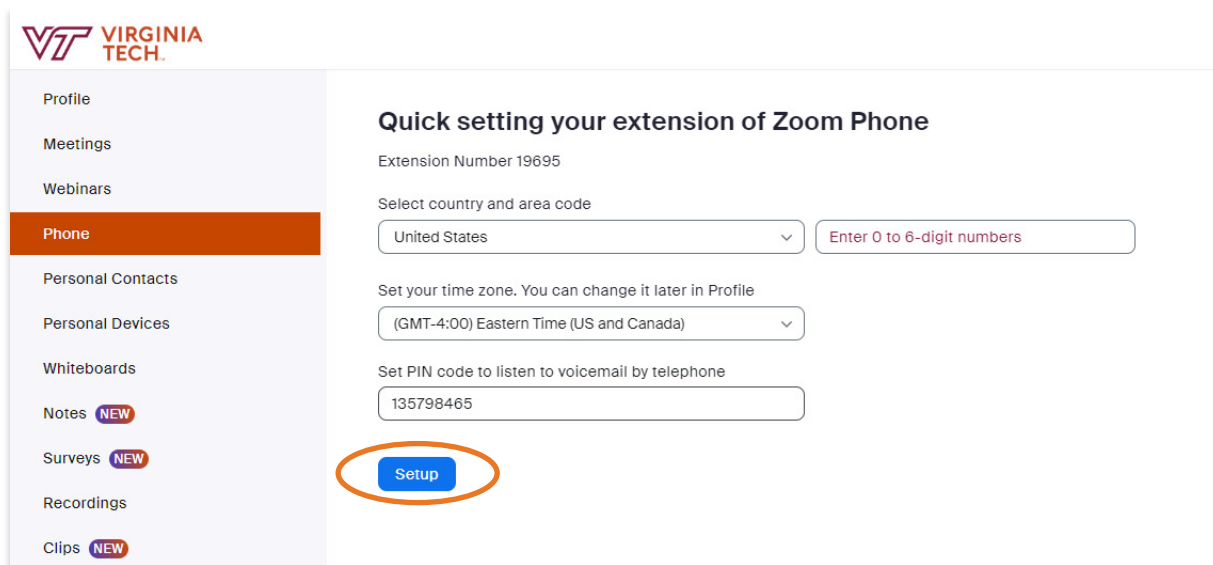 VIRGINIA
TECH.
Profile
Meetings
Webinars
Phone
Personal Contacts
Personal Devices
Whiteboards
Notes NEW
Surveys NEW
Recordings
Clips NEW
Quick setting your extension of Zoom Phone
Extension Number 19695
Select country and area code
United States
Enter 0 to 6-digit numbers
Set your time zone. You can change it later in Profile
(GMT-4:00) Eastern Time (US and Canada)
Set PIN code to listen to voicemail by telephone
135798465
Setup